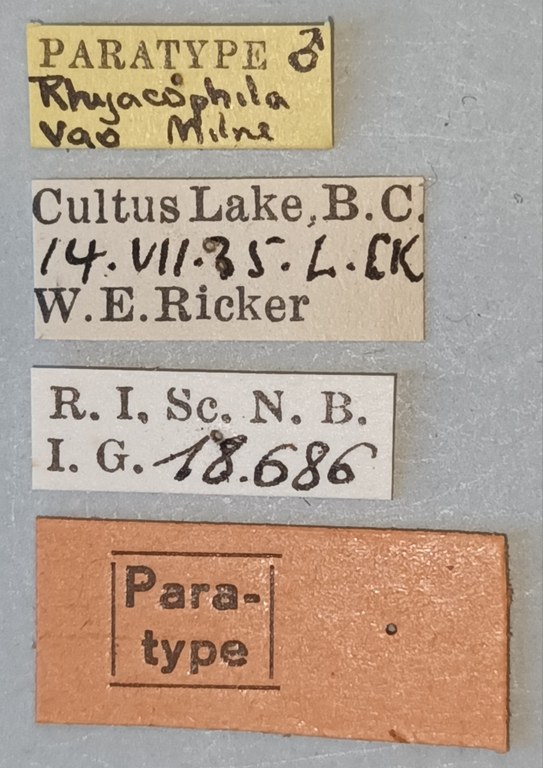 PARATYPE ♂
Rhyacophila
vao Milne
Cultus Lake, B.C.
14.VII.35. L. CK
W.E.Ricker
R. I. Sc. N. B.
I. G. 18.686
Para-
type